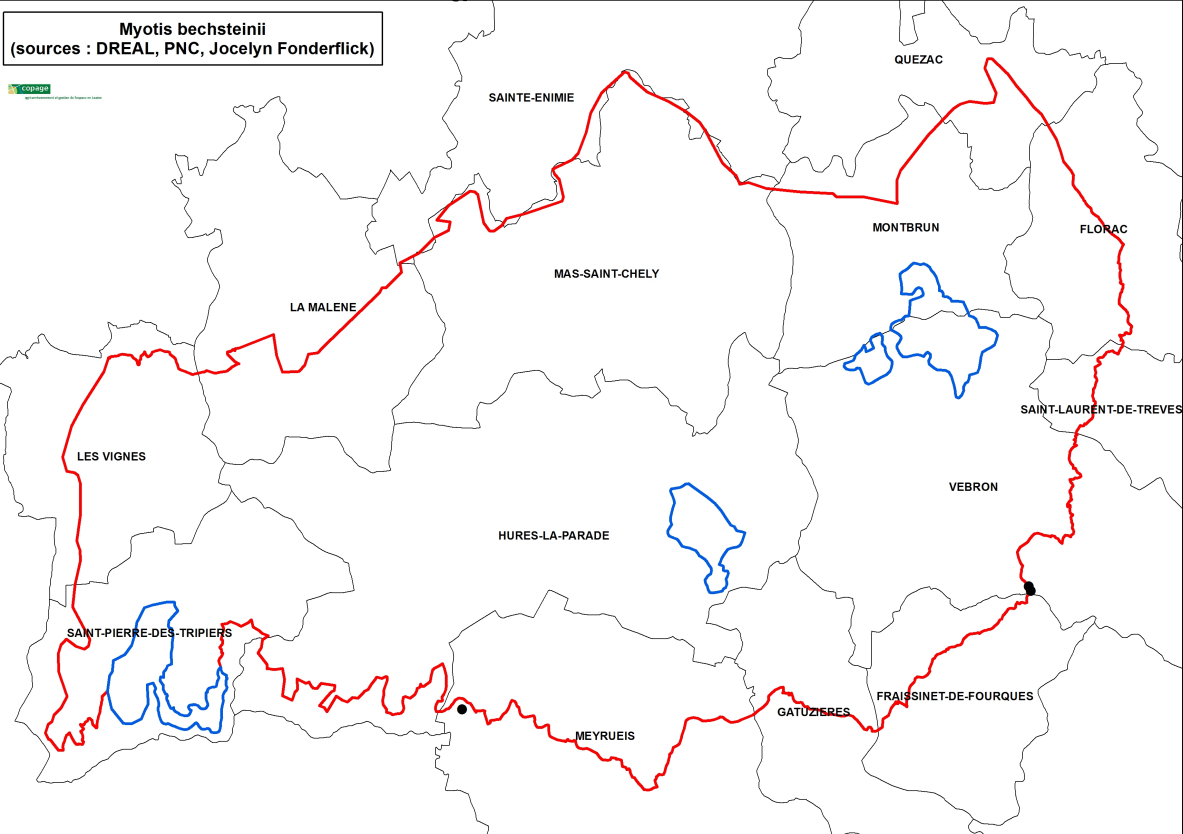 Myotis bechsteinii
(sources : DREAL, PNC, Jocelyn Fonderflick)
copage
QUEZAC
SAINTE-ENIMIE
MONTBRUN
FLORAC
MAS-SAINT-CHELY
LA MALENE
SAINT-LAURENT-DE-TREVES
LES VIGNES
VEBRON
HURES-LA-PARADE
SAINT-PIERRE-DES-TRIPIERS
FRAISSINET-DE-FOURQUES
GATUZIERES
MEYRUEIS